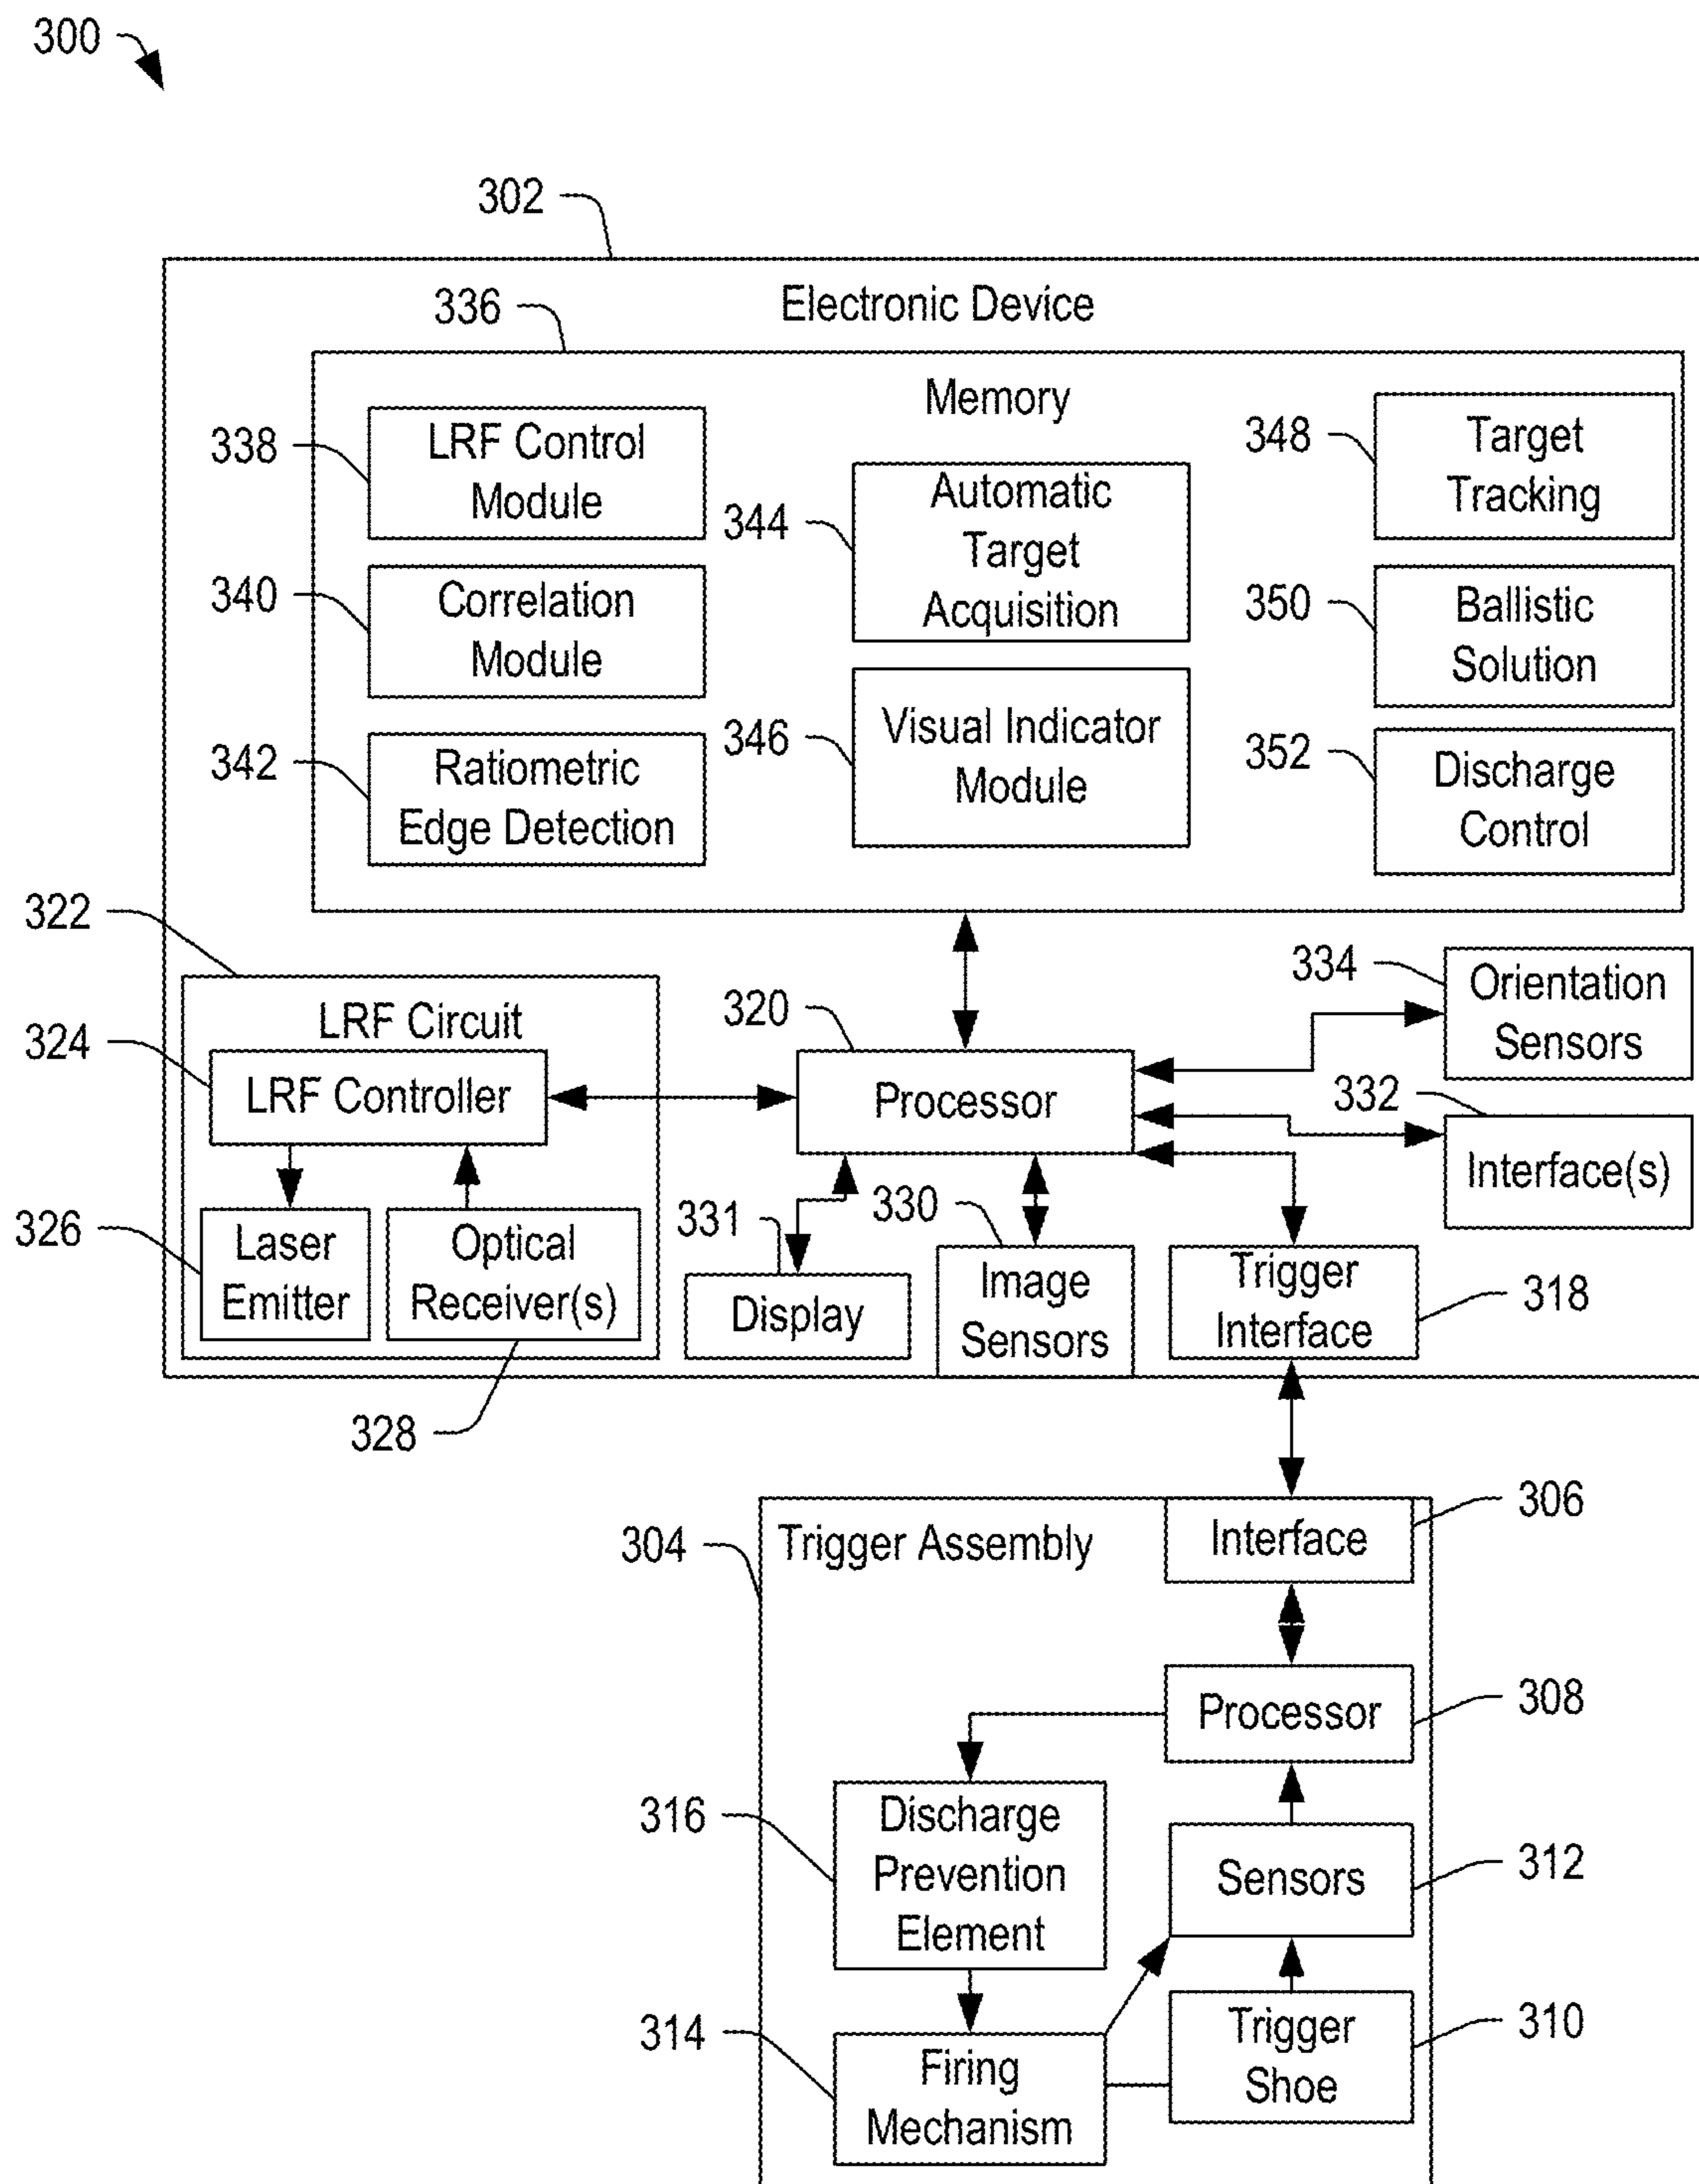 300
302
Electronic Device
336
Memory
338
LRF Control
Module
344
Automatic
Target
Acquisition
348
Target
Tracking
340
Correlation
Module
350
Ballistic
Solution
342
Ratiometric
Edge Detection
346
Visual Indicator
Module
352
Discharge
Control
322
LRF Circuit
324
LRF Controller
320
Processor
334
Orientation
Sensors
332
Interface(s)
326
Laser
Emitter
Optical
Receiver(s)
328
331
Display
330
Image
Sensors
Trigger
Interface
318
304
Trigger Assembly
Interface
306
Processor
308
316
Discharge
Prevention
Element
Sensors
312
314
Firing
Mechanism
Trigger
Shoe
310